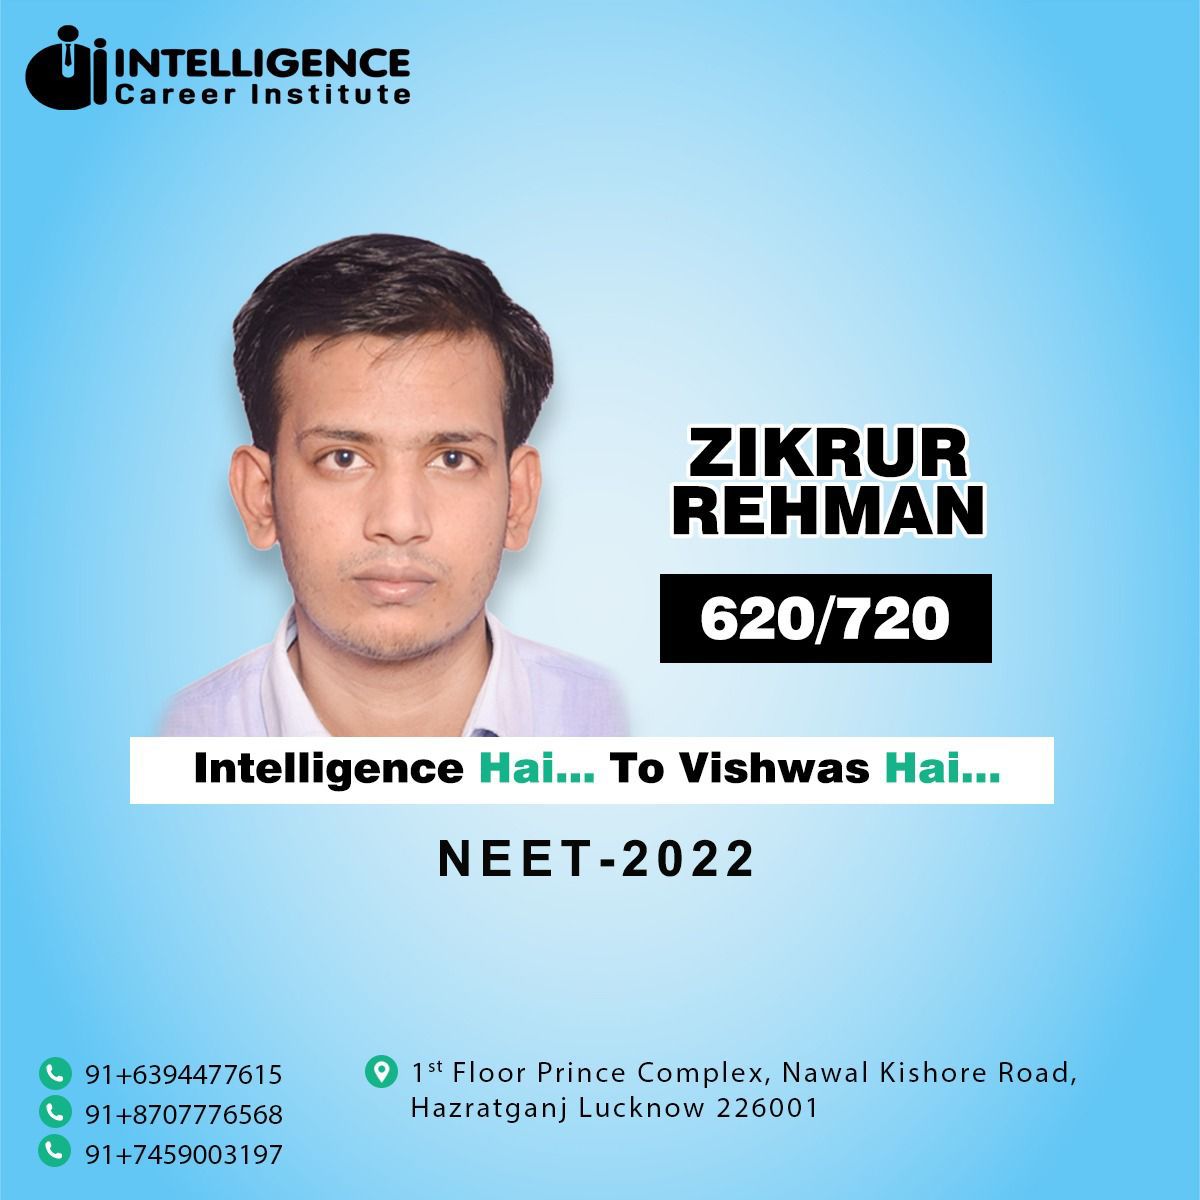 INTELLIGENCE
Career Institute
ZIKRUR
REHMAN
620/720
Intelligence Hai... To Vishwas Hai...
NEET-2022
91+6394477615
91+8707776568
91+7459003197
1st Floor Prince Complex, Nawal Kishore Road,
Hazratganj Lucknow 226001